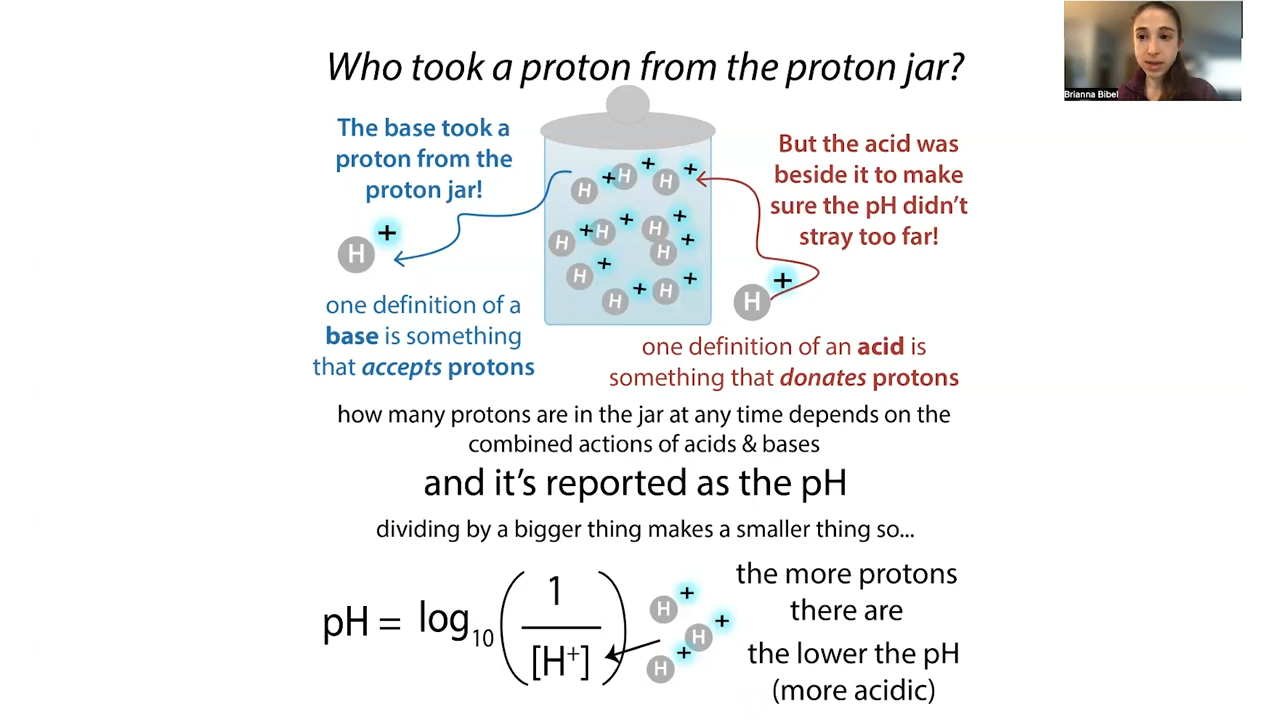 Brianna Bibel
Who took a proton from the proton jar?
The base took a
proton from the
proton jar!
H +
one definition of a
base is something
that accepts protons
H + H + H +
H + H + H +
H + H +
H + H +
But the acid was
beside it to make
sure the pH didn’t
stray too far!
H +
one definition of an acid is
something that donates protons
how many protons are in the jar at any time depends on the
combined actions of acids & bases
and it’s reported as the pH
dividing by a bigger thing makes a smaller thing so...
pH = log10 ( 1 / [H+] )
H +
H +
H +
the more protons
there are
the lower the pH
(more acidic)